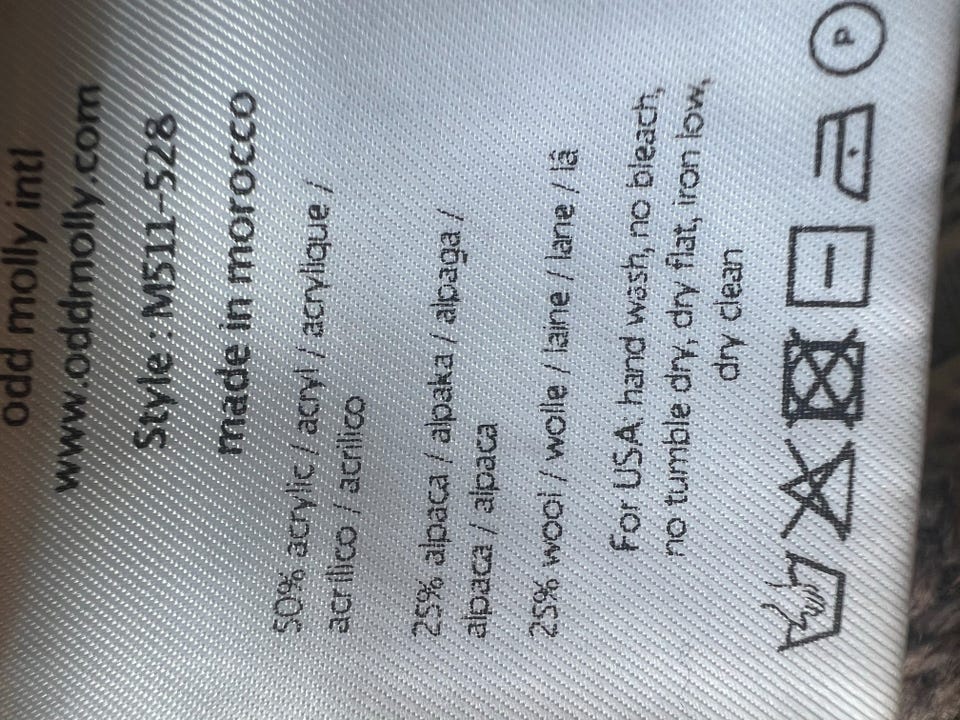 odd molly intl
www.oddmolly.com
Style : M511-528
made in morocco
50% acrylic / acryl / acrylique /
acrilico / acrilico
25% alpaca / alpaka / alpaga /
alpaca / alpaca
25% wool / wolle / laine / lane / lã
For USA. hand wash, no bleach,
no tumble dry, dry flat, iron low,
dry clean
P